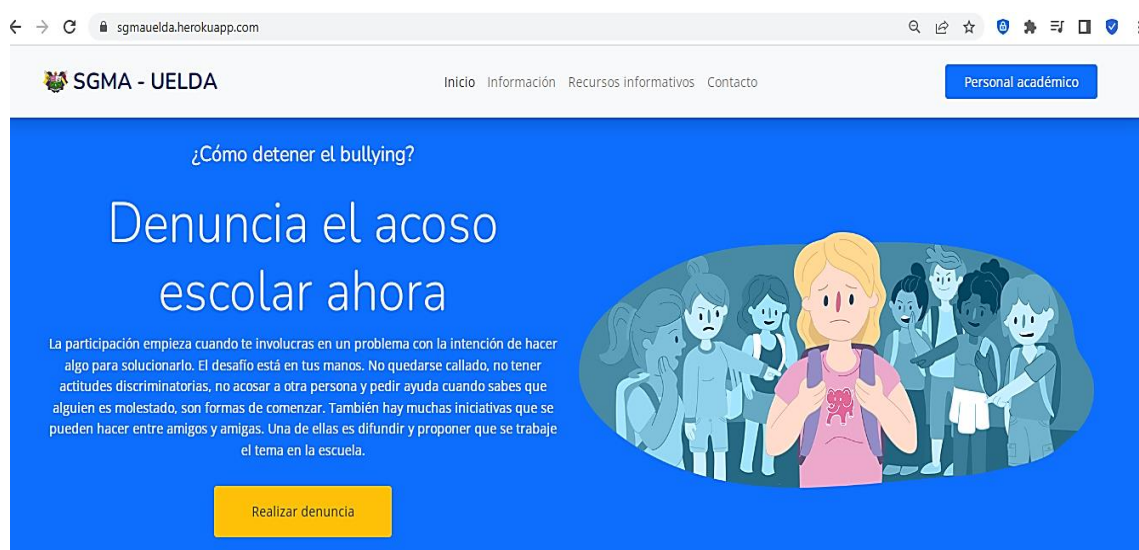 sgmauelda.herokuapp.com
SGMA - UELDA
Inicio Información Recursos informativos Contacto
Personal académico
¿Cómo detener el bullying?
Denuncia el acoso
escolar ahora
La participación empieza cuando te involucras en un problema con la intención de hacer
algo para solucionarlo. El desafío está en tus manos. No quedarse callado, no tener
actitudes discriminatorias, no acosar a otra persona y pedir ayuda cuando sabes que
alguien es molestado, son formas de comenzar. También hay muchas iniciativas que se
pueden hacer entre amigos y amigas. Una de ellas es difundir y proponer que se trabaje
el tema en la escuela.
Realizar denuncia